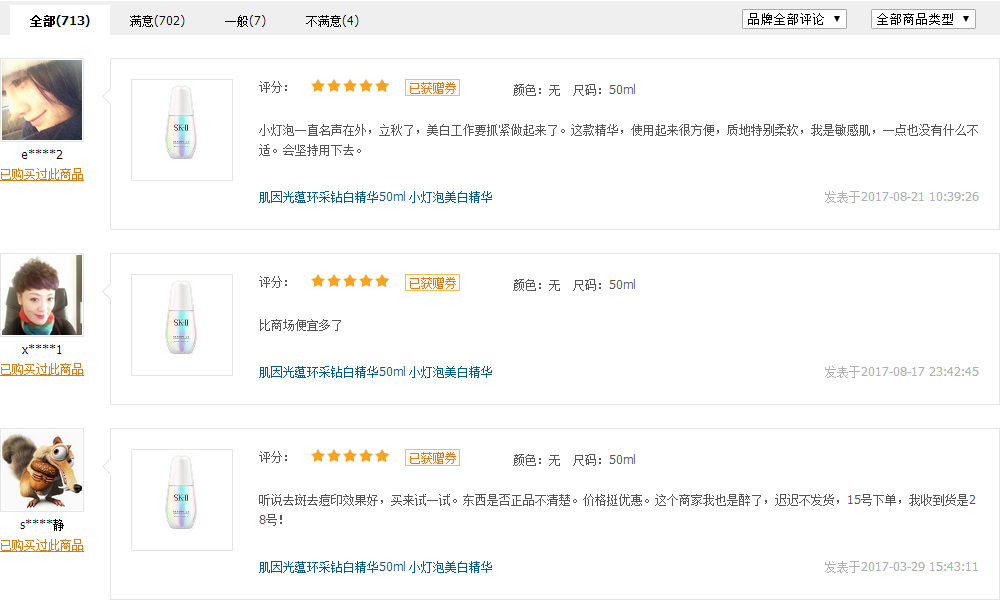 全部(713) 满意(702) 一般(7) 不满意(4) 品牌全部评论 ▼ 全部商品类型 ▼
评分： 已获赠券 颜色：无 尺码：50ml
SK-II
小灯泡一直名声在外，立秋了，美白工作要抓紧做起来了。这款精华，使用起来很方便，质地特别柔软，我是敏感肌，一点也没有什么不
适。会坚持用下去。
e****2
已购买过此商品
肌因光蕴环采钻白精华50ml 小灯泡美白精华 发表于2017-08-21 10:39:26
评分： 已获赠券 颜色：无 尺码：50ml
SK-II
比商场便宜多了
x****1
已购买过此商品
肌因光蕴环采钻白精华50ml 小灯泡美白精华 发表于2017-08-17 23:42:45
评分： 已获赠券 颜色：无 尺码：50ml
SK-II
听说去斑去痘印效果好，买来试一试。东西是否正品不清楚。价格挺优惠。这个商家我也是醉了，迟迟不发货，15号下单，我收到货是2
8号！
s****静
已购买过此商品
肌因光蕴环采钻白精华50ml 小灯泡美白精华 发表于2017-03-29 15:43:11